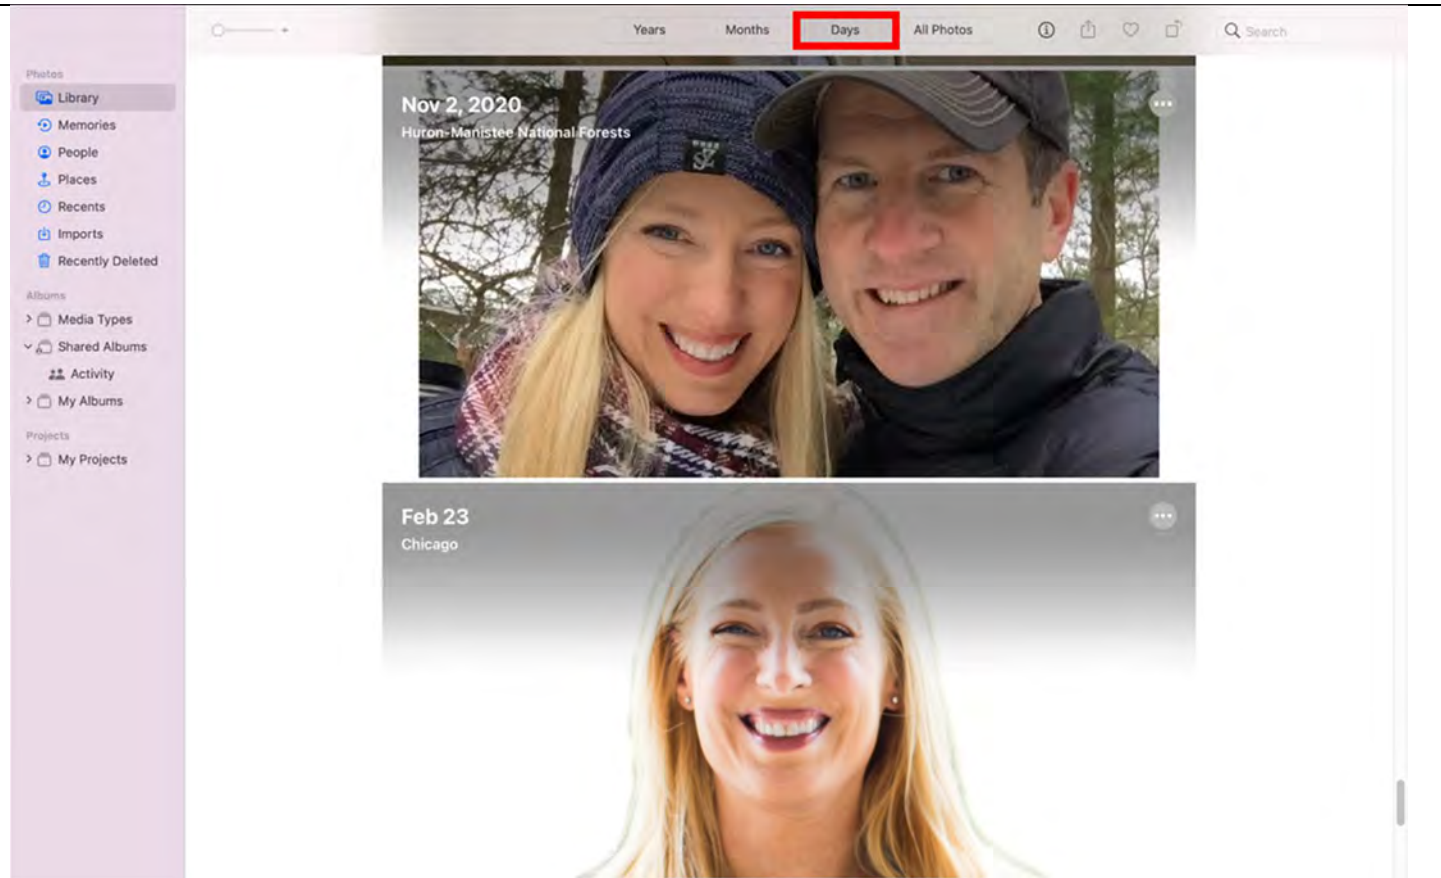 Years Months Days All Photos Search
Photos
Library
Memories
People
Places
Recents
Imports
Recently Deleted
Albums
Media Types
Shared Albums
Activity
My Albums
Projects
My Projects
Nov 2, 2020
Huron-Manistee National Forests
Feb 23
Chicago